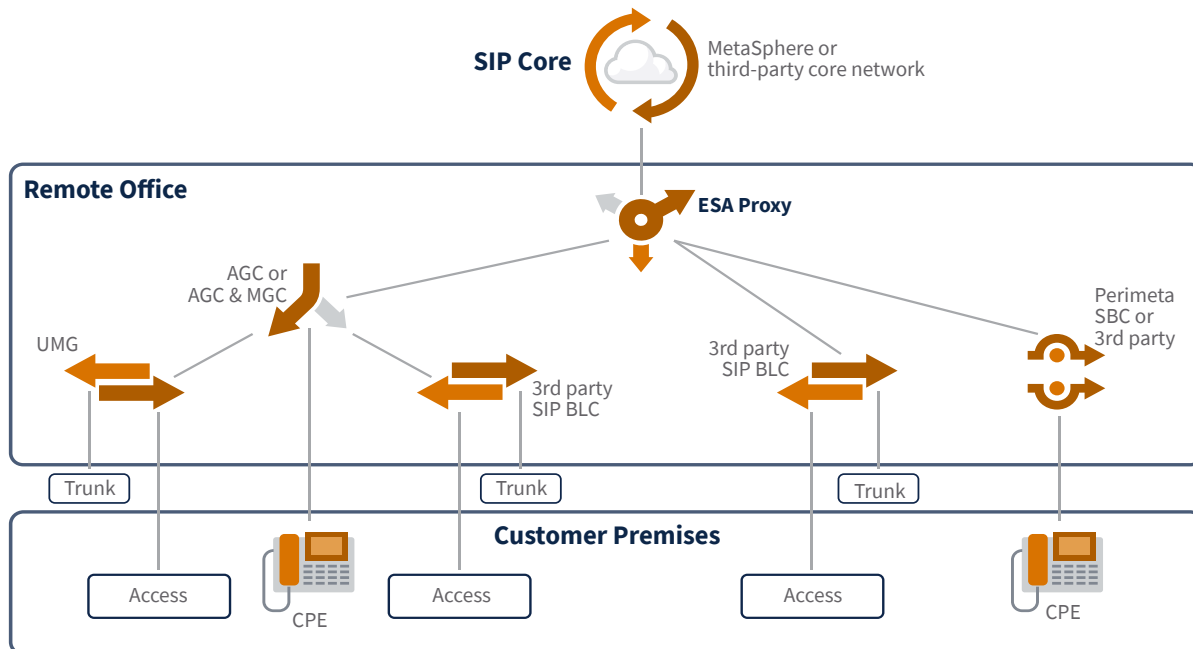 SIP Core
MetaSphere or
third-party core network
Remote Office
ESA Proxy
AGC or
AGC & MGC
Perimeta
SBC or
3rd party
UMG
3rd party
SIP BLC
3rd party
SIP BLC
Trunk
Trunk
Trunk
Customer Premises
Access
CPE
Access
Access
CPE